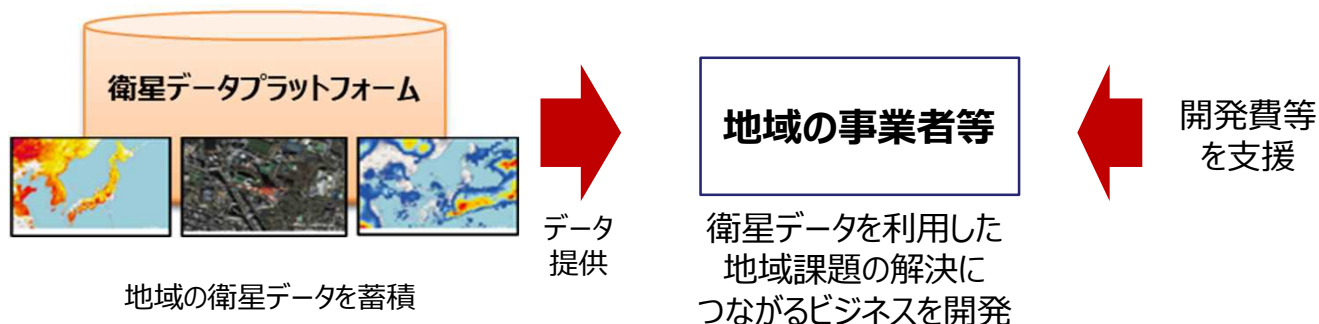 衛星データプラットフォーム
地域の衛星データを蓄積
データ
提供
地域の事業者等
衛星データを利用した
地域課題の解決に
つながるビジネスを開発
開発費等
を支援